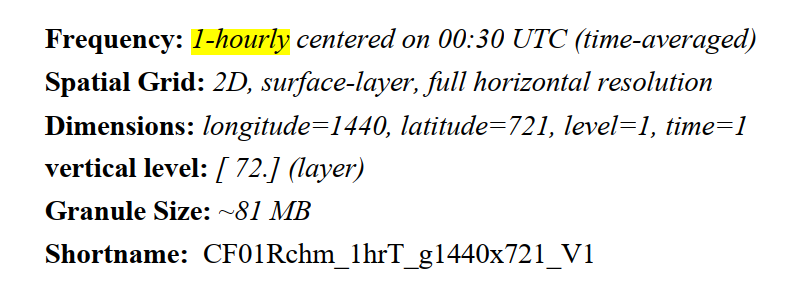 Frequency: 1-hourly centered on 00:30 UTC (time-averaged)
Spatial Grid: 2D, surface-layer, full horizontal resolution
Dimensions: longitude=1440, latitude=721, level=1, time=1
vertical level: [ 72.] (layer)
Granule Size: ~81 MB
Shortname: CF01Rchm_1hrT_g1440x721_V1